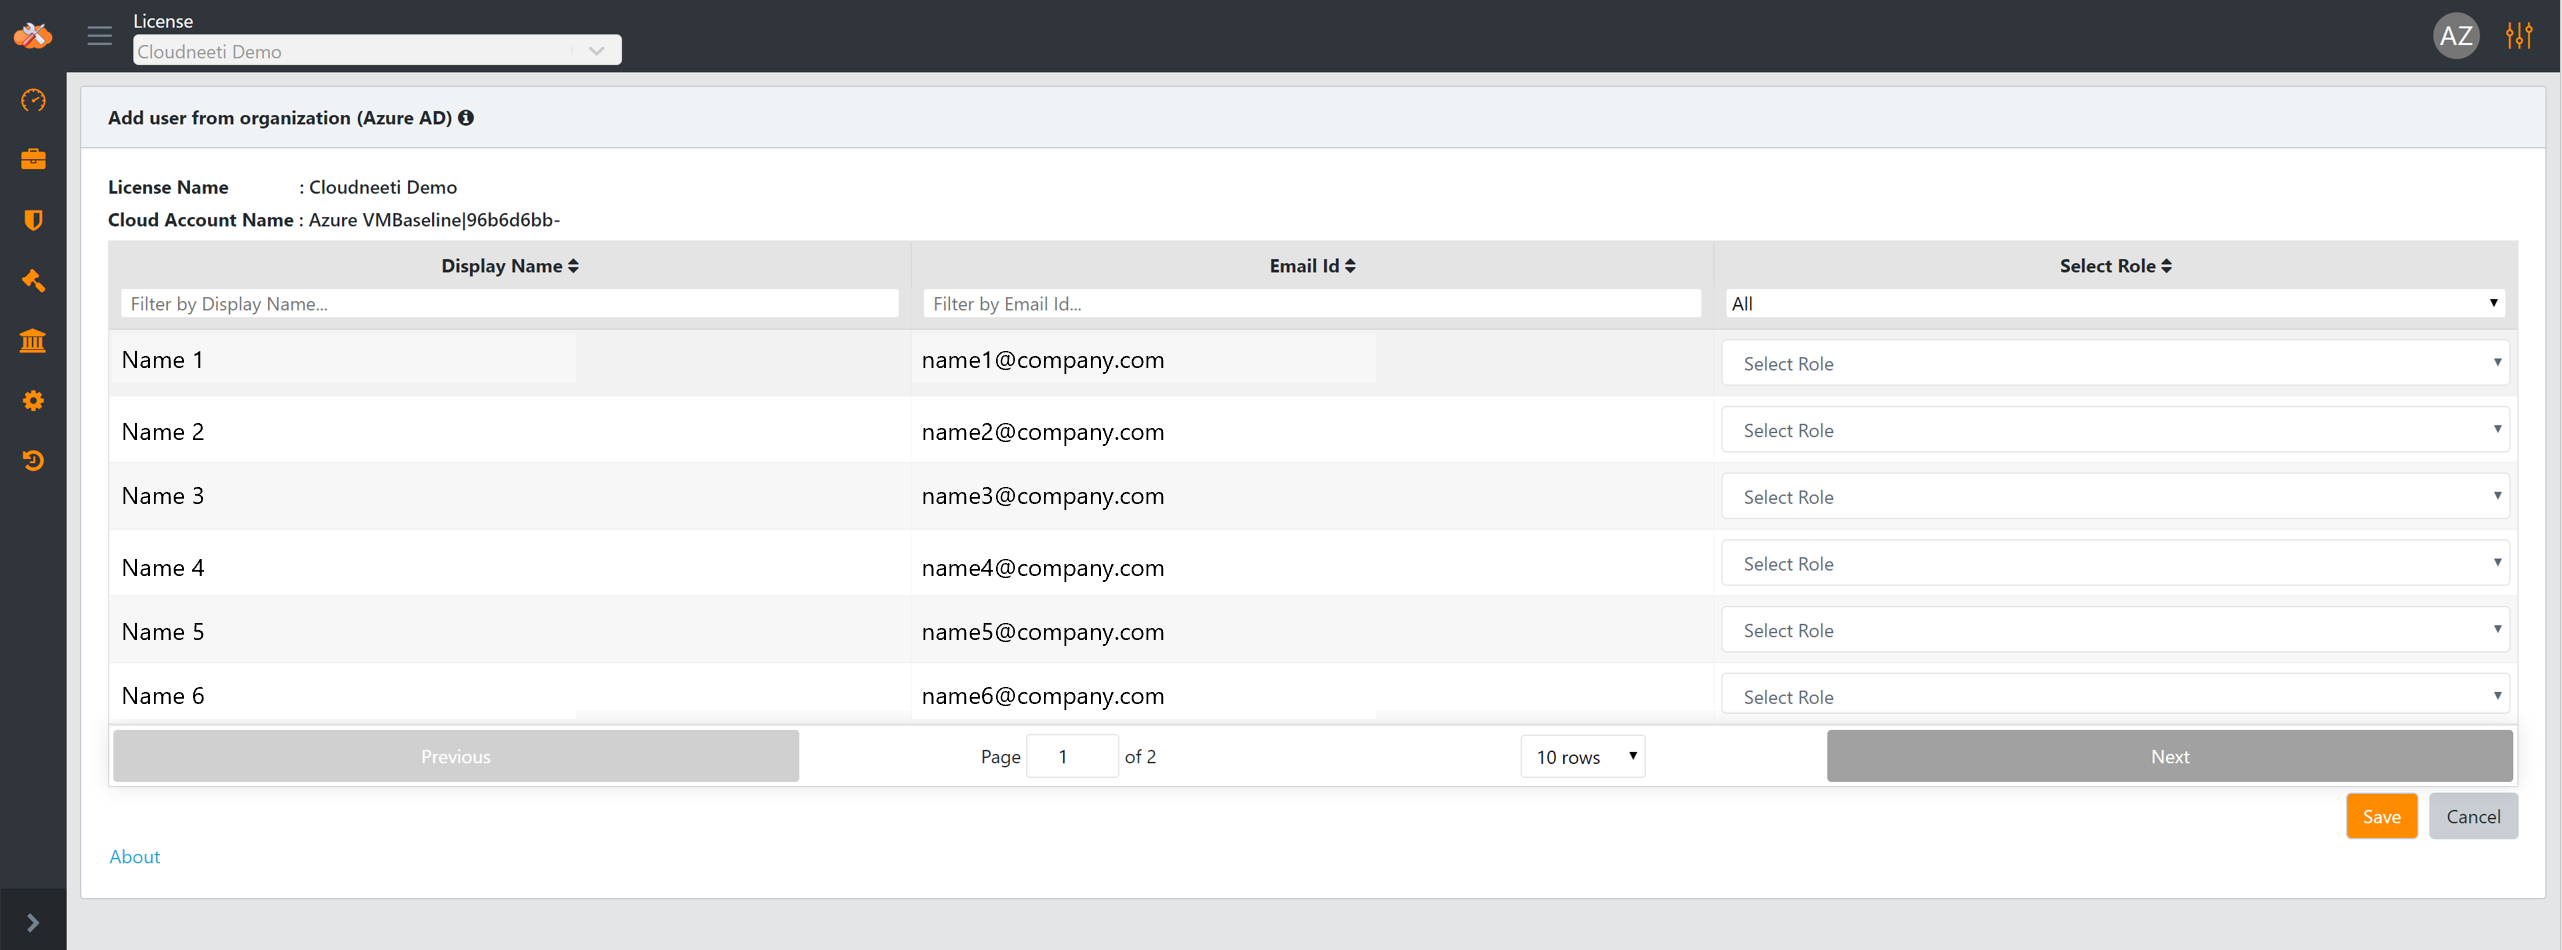 License
Cloudneeti Demo
AZ
Add user from organization (Azure AD)
License Name : Cloudneeti Demo
Cloud Account Name : Azure VMBaseline|96b6d6bb-
Display Name Email Id Select Role
Filter by Display Name... Filter by Email Id... All
Name 1 name1@company.com Select Role
Name 2 name2@company.com Select Role
Name 3 name3@company.com Select Role
Name 4 name4@company.com Select Role
Name 5 name5@company.com Select Role
Name 6 name6@company.com Select Role
Previous Page 1 of 2 10 rows Next
Save Cancel
About